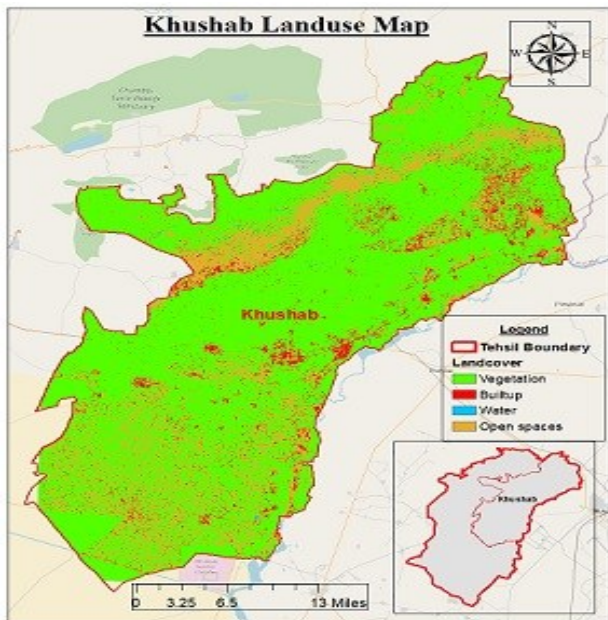 Khushab Landuse Map
N
W
E
S
Khushab
Legend
Tehsil Boundary
Landcover
Vegetation
Builtup
Water
Open spaces
Khushab
0 3.25 6.5 13 Miles